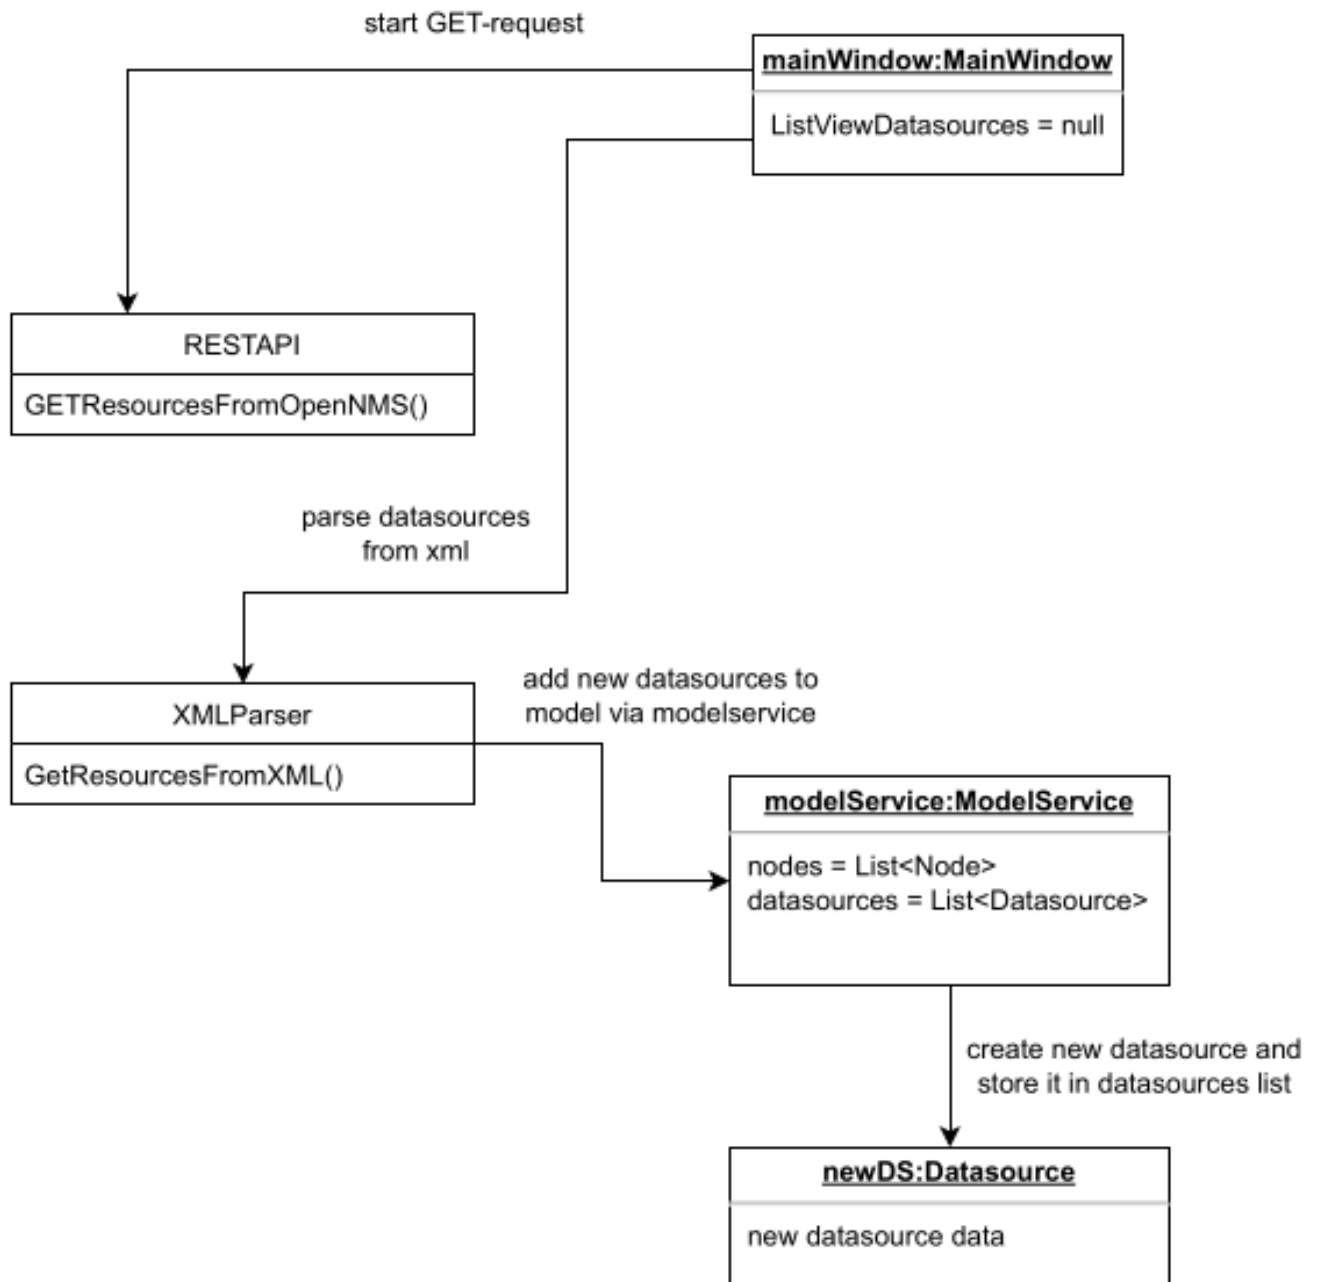 start GET-request
mainWindow:MainWindow
ListViewDatasources = null
RESTAPI
GETResourcesFromOpenNMS()
parse datasources
from xml
add new datasources to
model via modelservice
XMLParser
GetResourcesFromXML()
modelService:ModelService
nodes = List<Node>
datasources = List<Datasource>
create new datasource and
store it in datasources list
newDS:Datasource
new datasource data